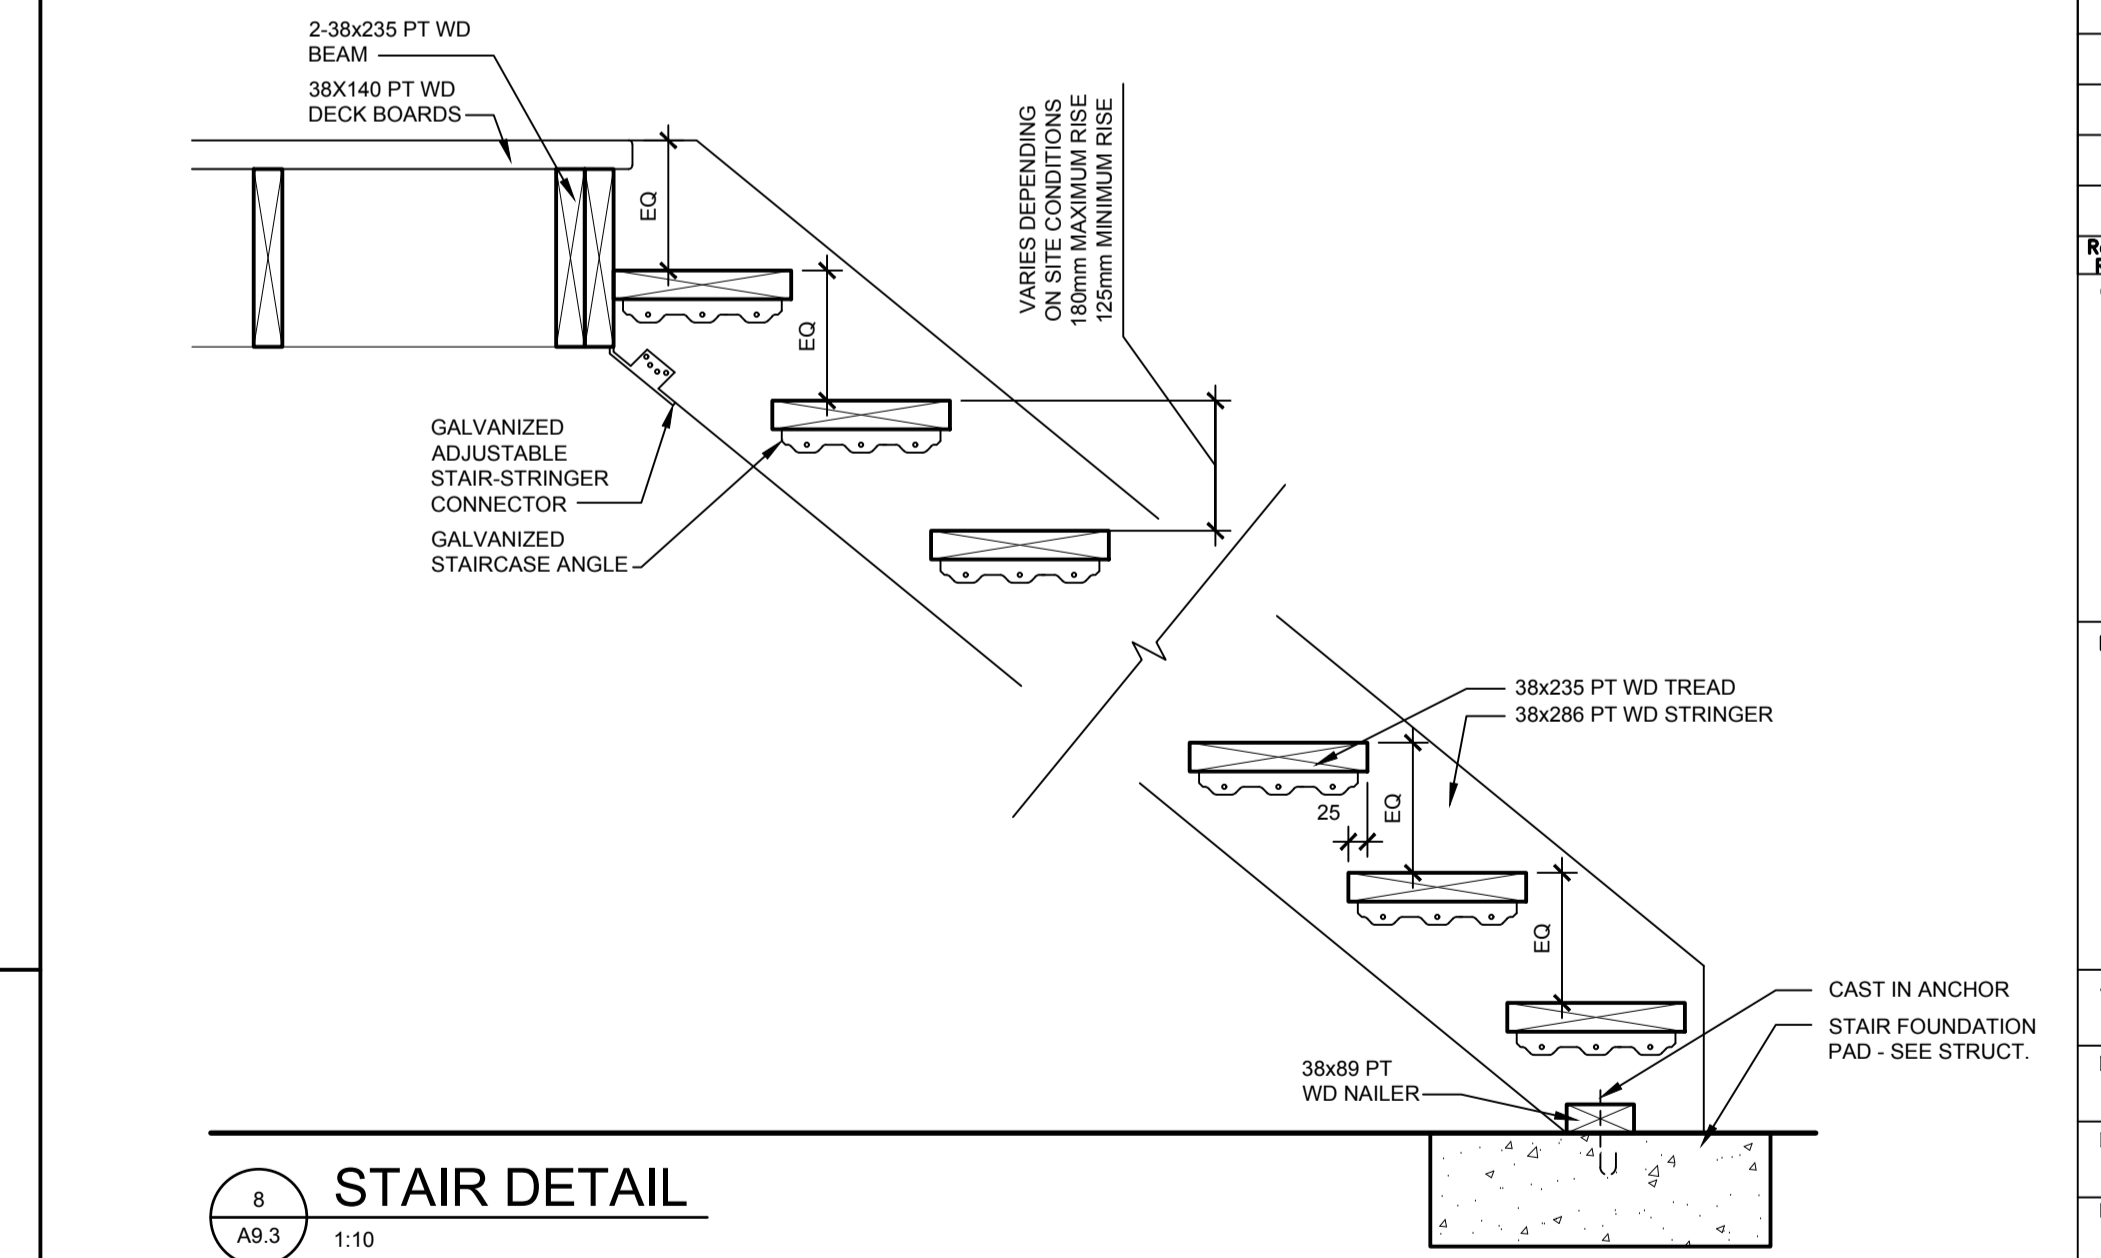 2-38x235 PT WD
BEAM
38X140 PT WD
DECK BOARDS
EQ
EQ
VARIES DEPENDING
ON SITE CONDITIONS
180mm MAXIMUM RISE
125mm MINIMUM RISE
GALVANIZED
ADJUSTABLE
STAIR-STRINGER
CONNECTOR
GALVANIZED
STAIRCASE ANGLE
38x235 PT WD TREAD
38x286 PT WD STRINGER
25
EQ
EQ
CAST IN ANCHOR
STAIR FOUNDATION
PAD - SEE STRUCT.
38x89 PT
WD NAILER
8
A9.3
STAIR DETAIL
1:10